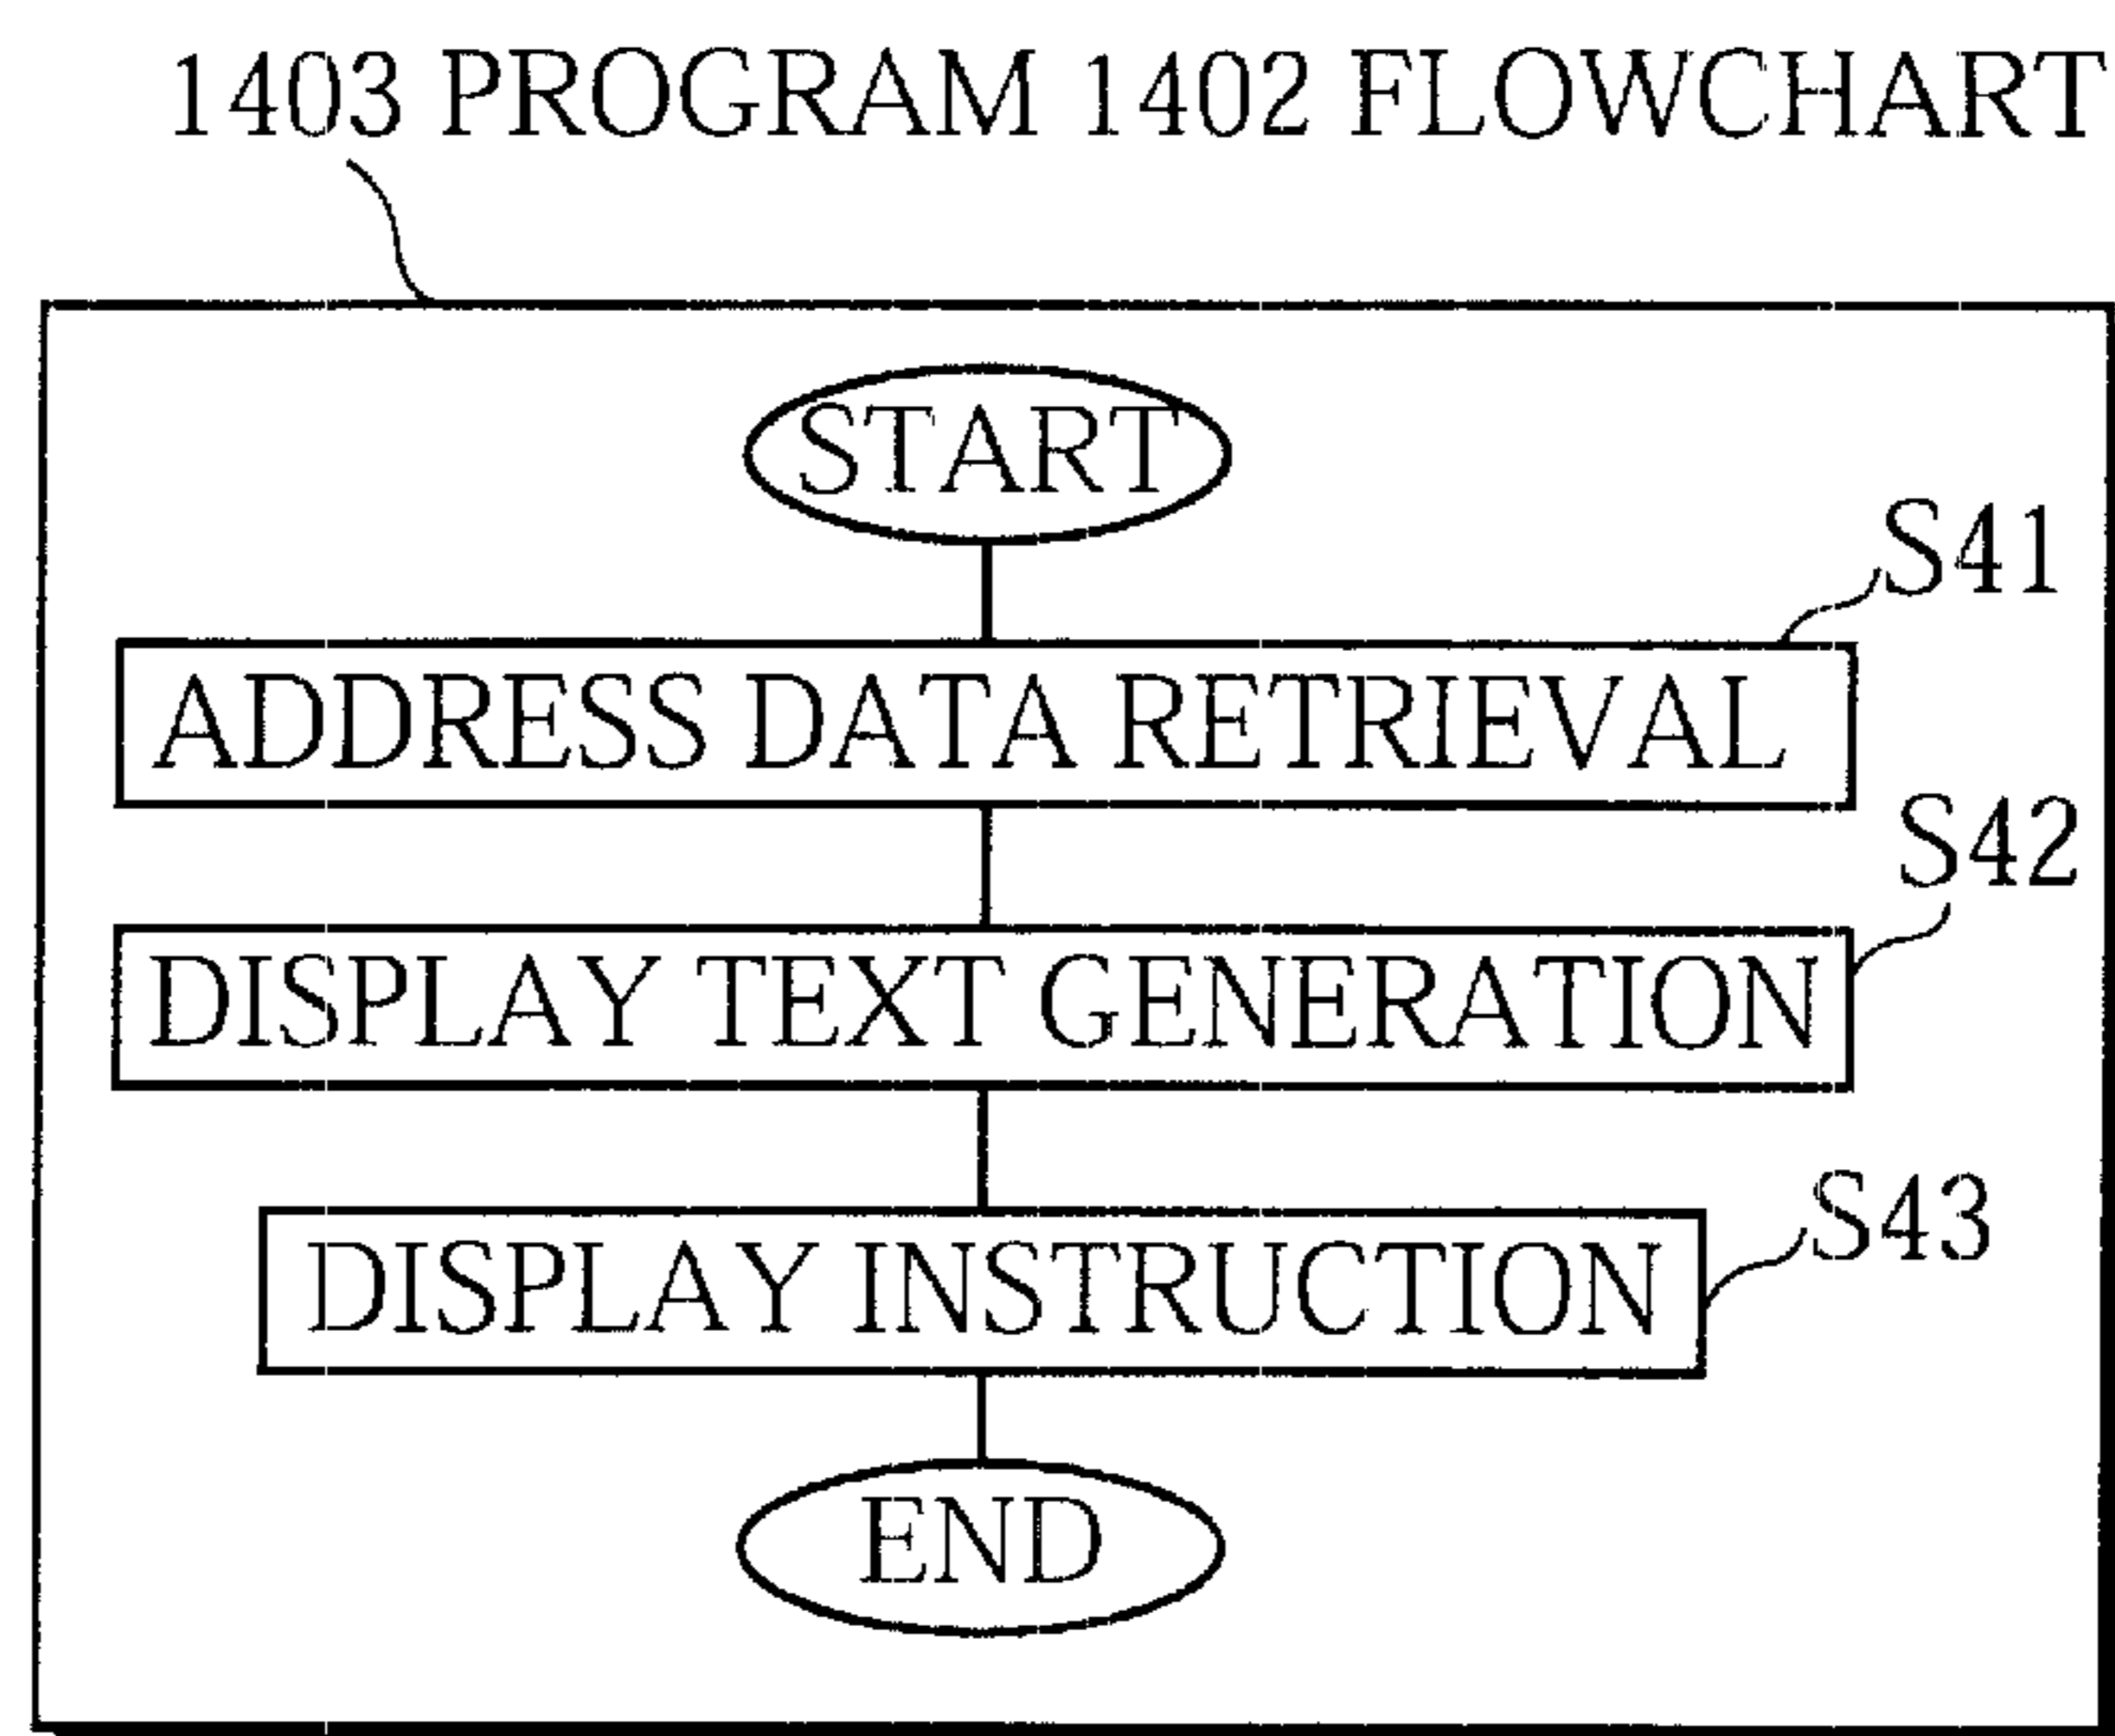 1403 PROGRAM 1402 FLOWCHART
START
S41
ADDRESS DATA RETRIEVAL
S42
DISPLAY TEXT GENERATION
S43
DISPLAY INSTRUCTION
END